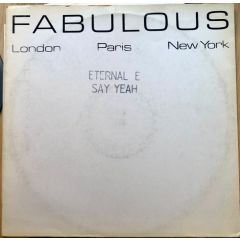 FABULOUS
London Paris New York
ETERNAL E
SAY YEAH